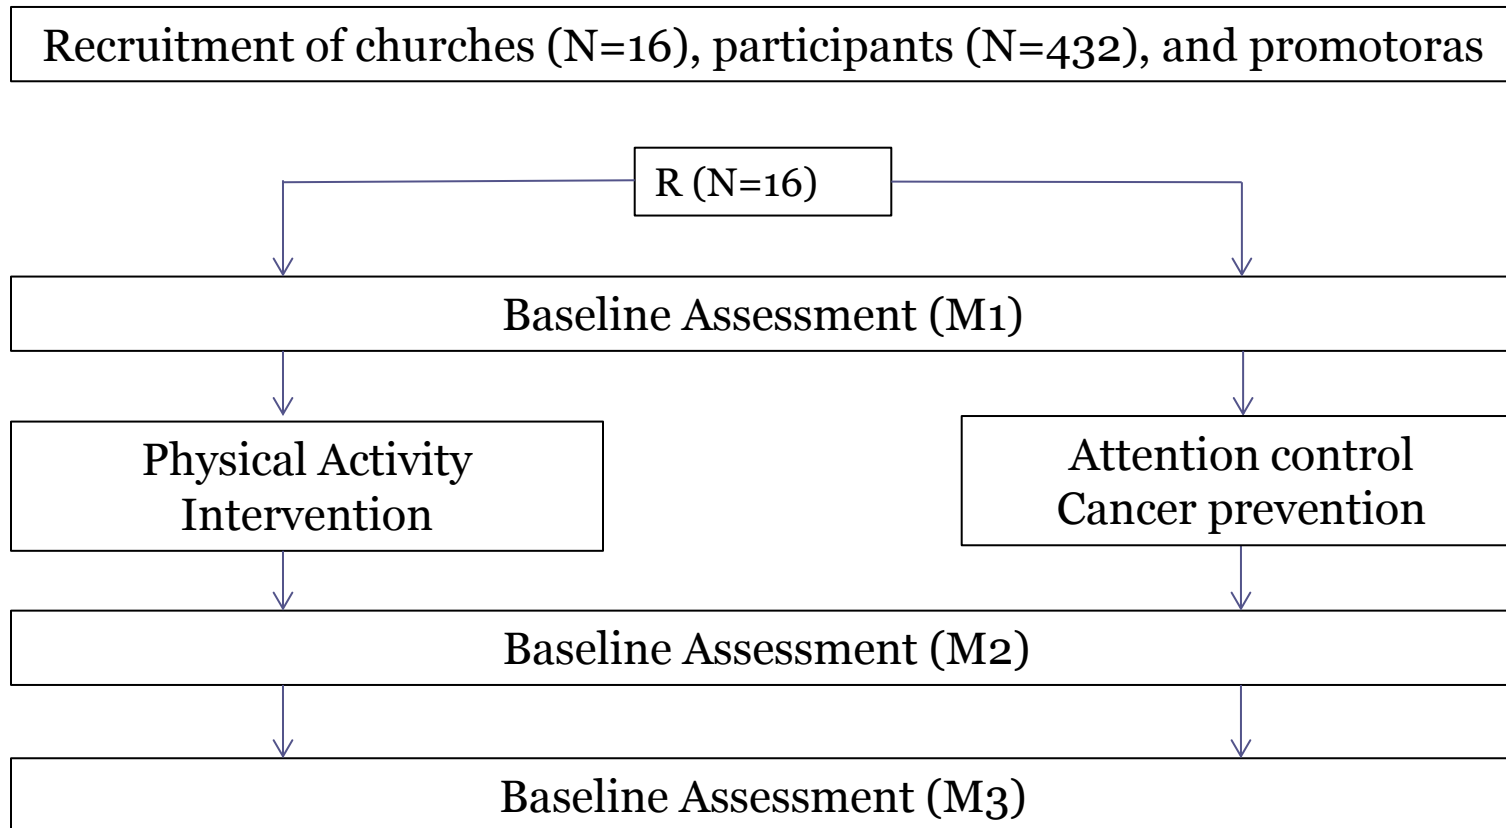 Recruitment of churches (N=16), participants (N=432), and promotoras
R (N=16)
Baseline Assessment (M1)
Physical Activity
Intervention
Attention control
Cancer prevention
Baseline Assessment (M2)
Baseline Assessment (M3)